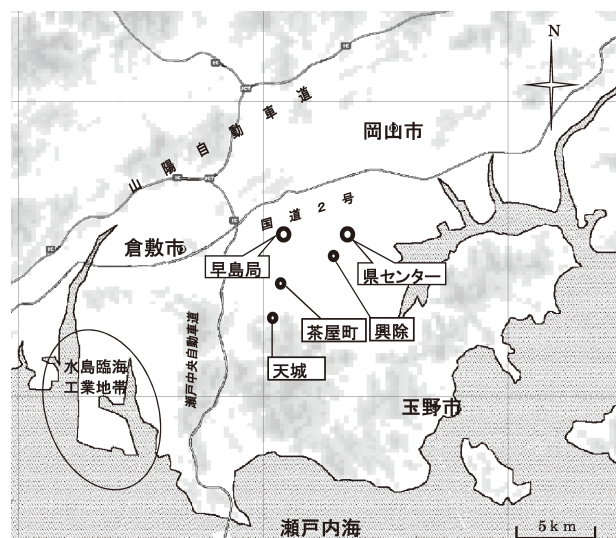 N
岡山市
山陽自動車道
国道2号
倉敷市
早島局
県センター
茶屋町
興除
天城
瀬戸中央自動車道
水島臨海
工業地帯
玉野市
瀬戸内海
5km